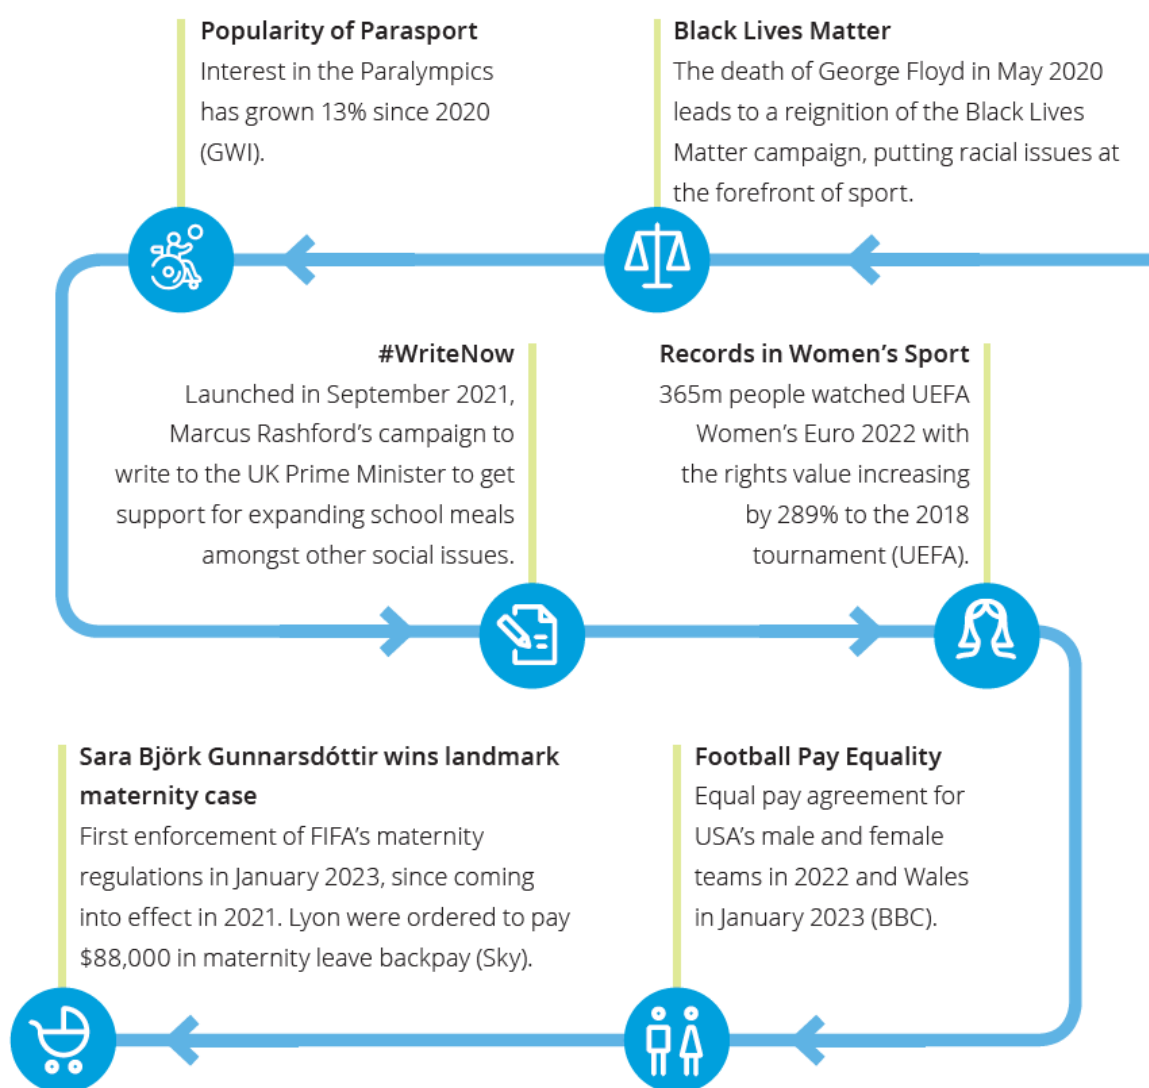 Popularity of Parasport
Interest in the Paralympics
has grown 13% since 2020
(GWI).
Black Lives Matter
The death of George Floyd in May 2020
leads to a reignition of the Black Lives
Matter campaign, putting racial issues at
the forefront of sport.
#WriteNow
Launched in September 2021,
Marcus Rashford’s campaign to
write to the UK Prime Minister to get
support for expanding school meals
amongst other social issues.
Records in Women’s Sport
365m people watched UEFA
Women’s Euro 2022 with
the rights value increasing
by 289% to the 2018
tournament (UEFA).
Sara Björk Gunnarsdóttir wins landmark
maternity case
First enforcement of FIFA’s maternity
regulations in January 2023, since coming
into effect in 2021. Lyon were ordered to pay
$88,000 in maternity leave backpay (Sky).
Football Pay Equality
Equal pay agreement for
USA’s male and female
teams in 2022 and Wales
in January 2023 (BBC).